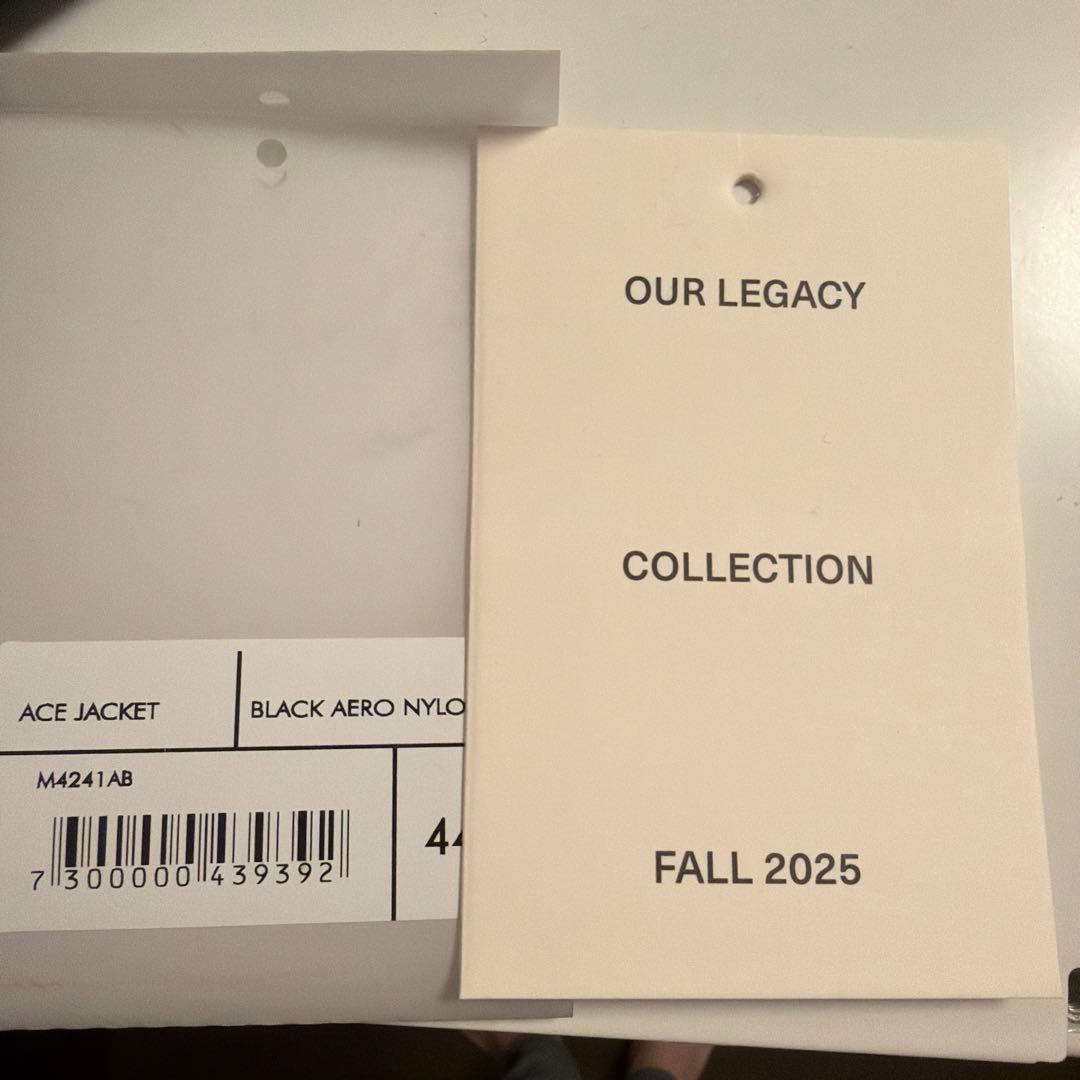 ACE JACKET
BLACK AERO NYLO
M4241AB
7 300000 439392
44
OUR LEGACY
COLLECTION
FALL 2025